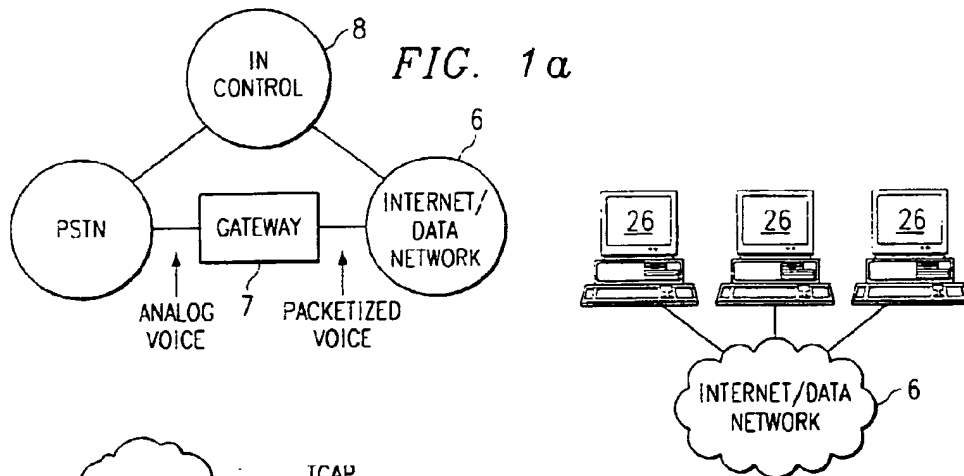 8
IN
CONTROL
FIG. 1a
6
PSTN
GATEWAY
INTERNET/
DATA
NETWORK
26
26
26
ANALOG
VOICE
7
PACKETIZED
VOICE
INTERNET/DATA
NETWORK
6
TCAP